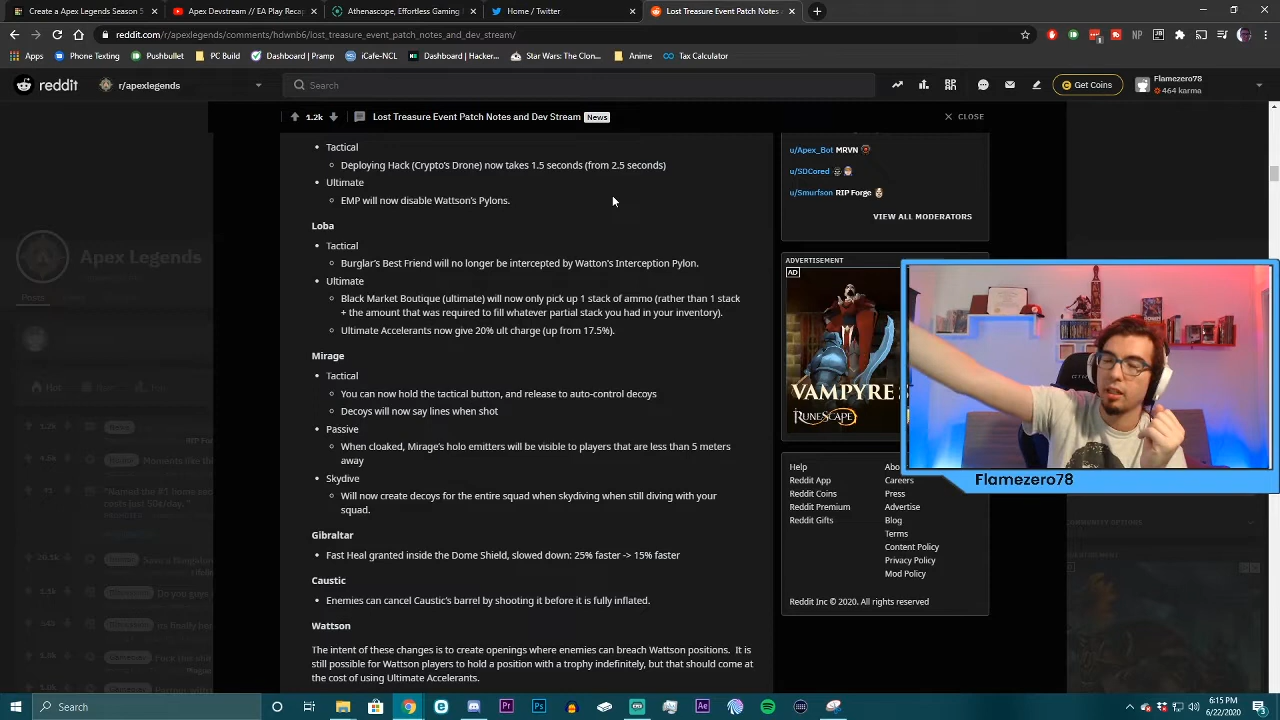 Create a Apex Legends Season 5
Apex Devstream // EA Play Recap
Athenascope, Effortless Gaming
Home / Twitter
Lost Treasure Event Patch Notes
reddit.com/r/apexlegends/comments/hdwnb6/lost_treasure_event_patch_notes_and_dev_stream/
Apps
Phone Texting
Pushbullet
PC Build
Dashboard | Pramp
iCafe-NCL
Dashboard | Hacker...
Star Wars: The Clon...
Anime
Tax Calculator
reddit
r/apexlegends
Search
Get Coins
Flamezero78
464 karma
1.2k
Lost Treasure Event Patch Notes and Dev Stream
News
CLOSE
Tactical
Deploying Hack (Crypto's Drone) now takes 1.5 seconds (from 2.5 seconds)
Ultimate
EMP will now disable Wattson's Pylons.
Loba
Tactical
Burglar's Best Friend will no longer be intercepted by Watton's Interception Pylon.
Ultimate
Black Market Boutique (ultimate) will now only pick up 1 stack of ammo (rather than 1 stack
+ the amount that was required to fill whatever partial stack you had in your inventory).
Ultimate Accelerants now give 20% ult charge (up from 17.5%).
Mirage
Tactical
You can now hold the tactical button, and release to auto-control decoys
Decoys will now say lines when shot
Passive
When cloaked, Mirage's holo emitters will be visible to players that are less than 5 meters
away
Skydive
Will now create decoys for the entire squad when skydiving when still diving with your
squad.
Gibraltar
Fast Heal granted inside the Dome Shield, slowed down: 25% faster -> 15% faster
Caustic
Enemies can cancel Caustic's barrel by shooting it before it is fully inflated.
Wattson
The intent of these changes is to create openings where enemies can breach Wattson positions. It is
still possible for Wattson players to hold a position with a trophy indefinitely, but that should come at
the cost of using Ultimate Accelerants.
u/Apex_Bot MRVN
u/SDCored
u/Smurfson RIP Forge
VIEW ALL MODERATORS
ADVERTISEMENT
AD
VAMPYRE S
RUNESCAPE
Help
Reddit App
Reddit Coins
Reddit Premium
Reddit Gifts
Abo
Careers
Press
Advertise
Blog
Terms
Content Policy
Privacy Policy
Mod Policy
Reddit Inc © 2020. All rights reserved
Flamezero78
Apex Legends
Posts
Hot
Moments like thi
Search
6:15 PM
6/22/2020